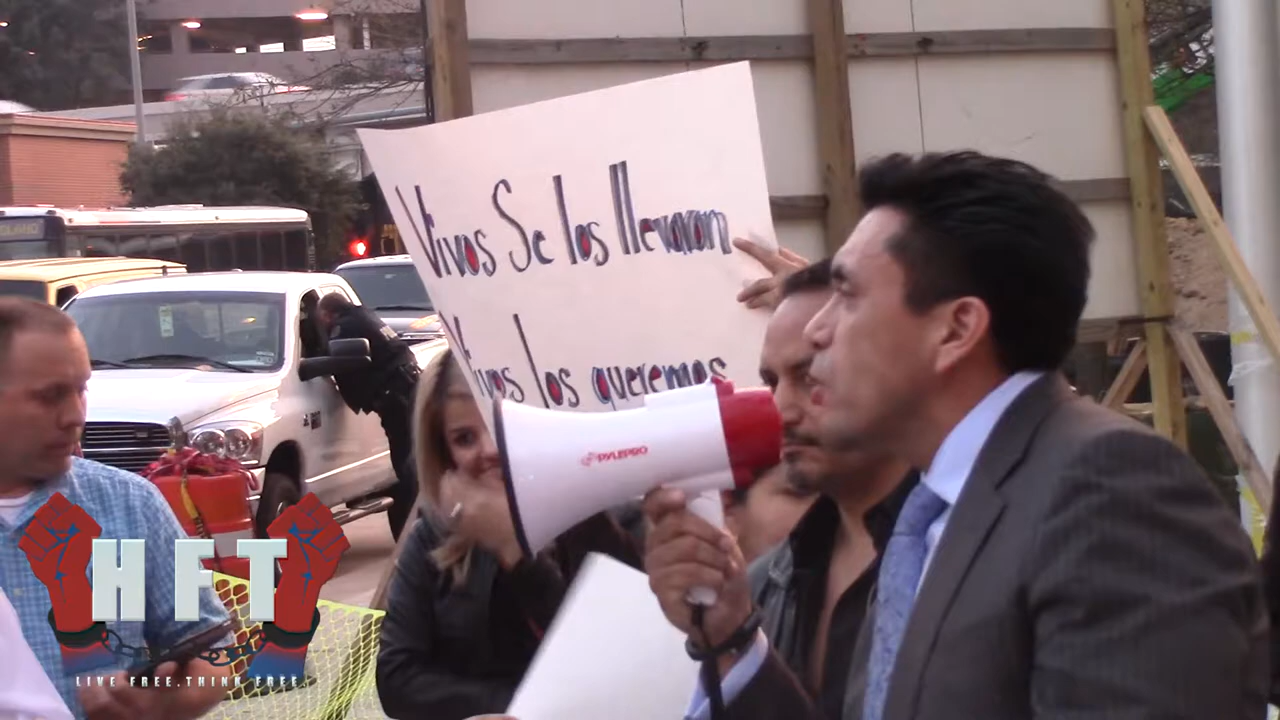 Vivos Se los llevaron
Vivos los queremos
PYLEPRO
HFT
LIVE FREE.THINK FREE